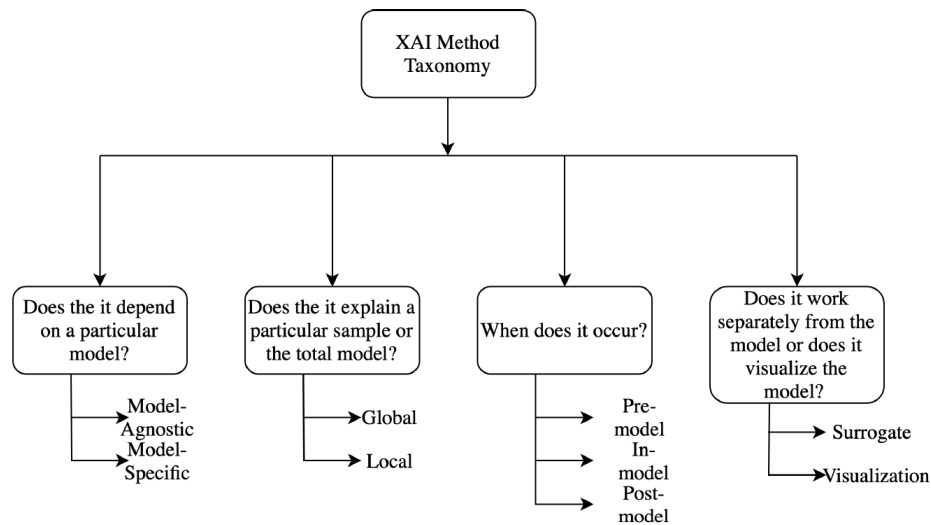 XAI Method
Taxonomy
Does the it depend
on a particular
model?
Model-
Agnostic
Model-
Specific
Does the it explain a
particular sample or
the total model?
Global
Local
When does it occur?
Pre-
model
In-
model
Post-
model
Does it work
separately from the
model or does it
visualize the
model?
Surrogate
Visualization